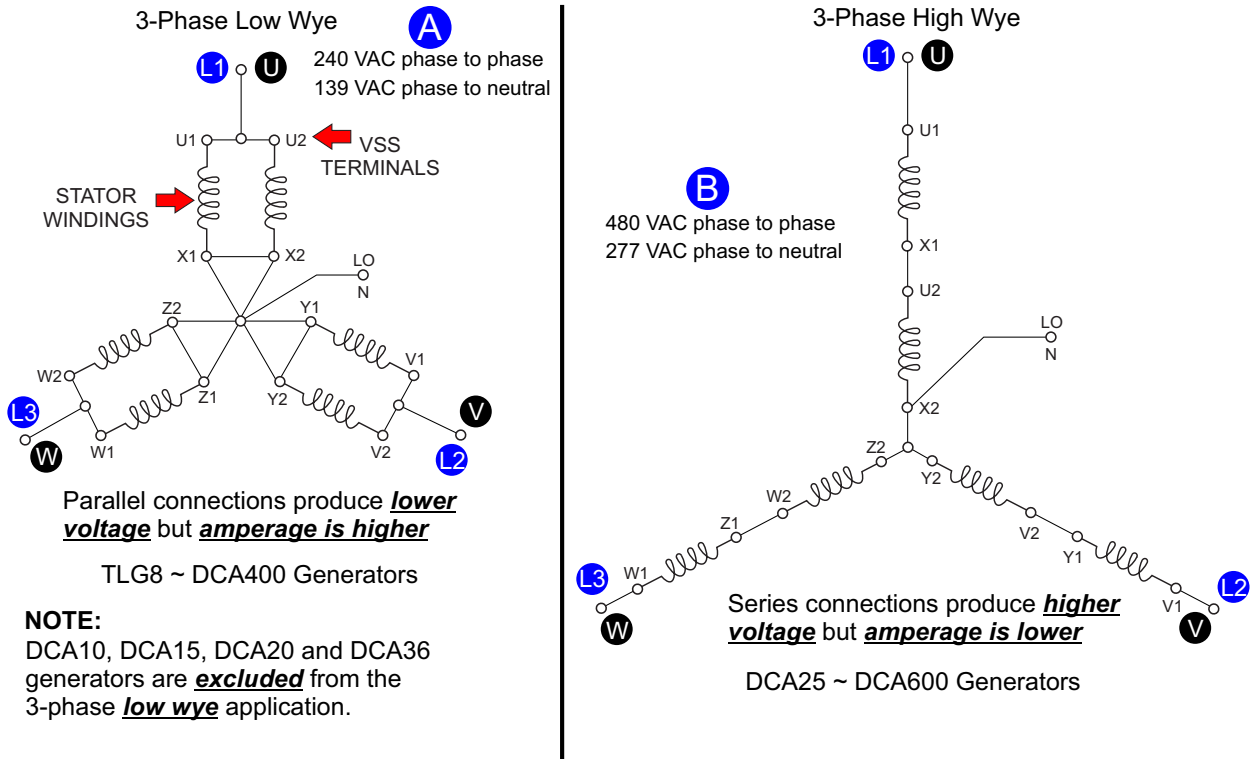 3-Phase Low Wye
A
240 VAC phase to phase
139 VAC phase to neutral
L1 U
U1 U2
VSS
TERMINALS
STATOR
WINDINGS
X1 X2
LO
N
Z2 Y1
W2 V1
Z1 Y2
L3 V
W W1 V2 L2
Parallel connections produce lower
voltage but amperage is higher
TLG8 ~ DCA400 Generators
NOTE:
DCA10, DCA15, DCA20 and DCA36
generators are excluded from the
3-phase low wye application.
3-Phase High Wye
L1 U
U1
B
480 VAC phase to phase
277 VAC phase to neutral
X1
U2
LO
N
X2
Z2 Y2
W2 V2
Z1 Y1
L3 W1 V1 L2
W V
Series connections produce higher
voltage but amperage is lower
DCA25 ~ DCA600 Generators